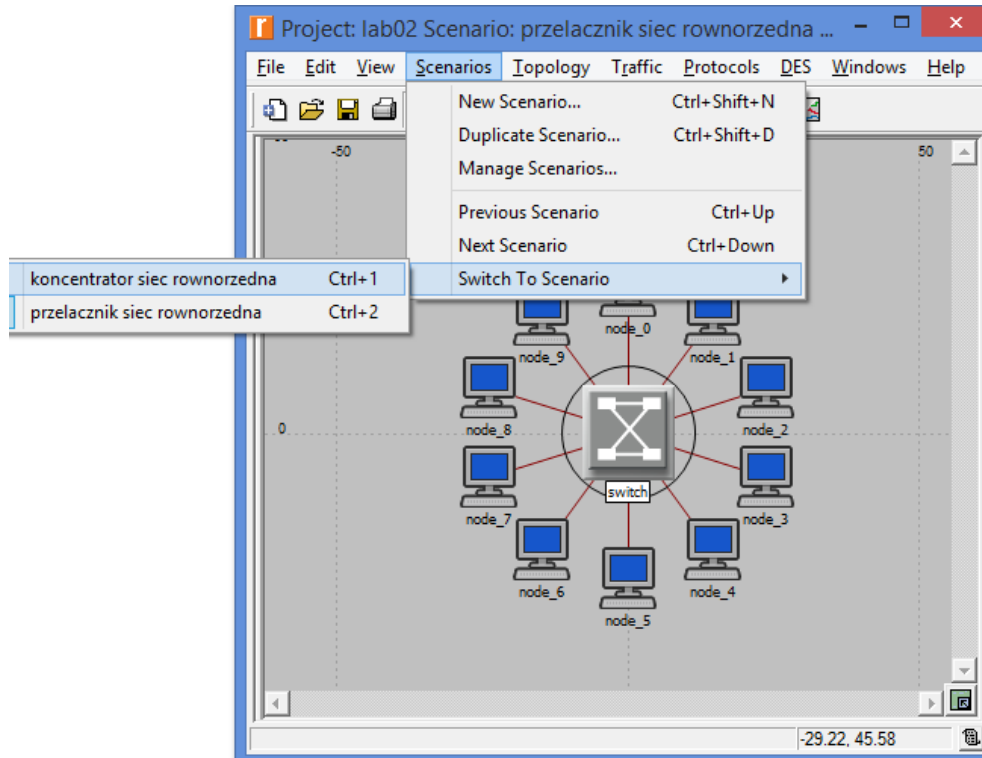 Project: lab02 Scenario: przelacznik siec rownorzedna ...
File Edit View Scenarios Topology Traffic Protocols DES Windows Help
New Scenario... Ctrl+Shift+N
Duplicate Scenario... Ctrl+Shift+D
Manage Scenarios...
Previous Scenario Ctrl+Up
Next Scenario Ctrl+Down
Switch To Scenario
koncentrator siec rownorzedna Ctrl+1
przelacznik siec rownorzedna Ctrl+2
-50
50
0
node_0
node_9
node_1
node_8
node_2
switch
node_7
node_3
node_6
node_4
node_5
-29.22, 45.58